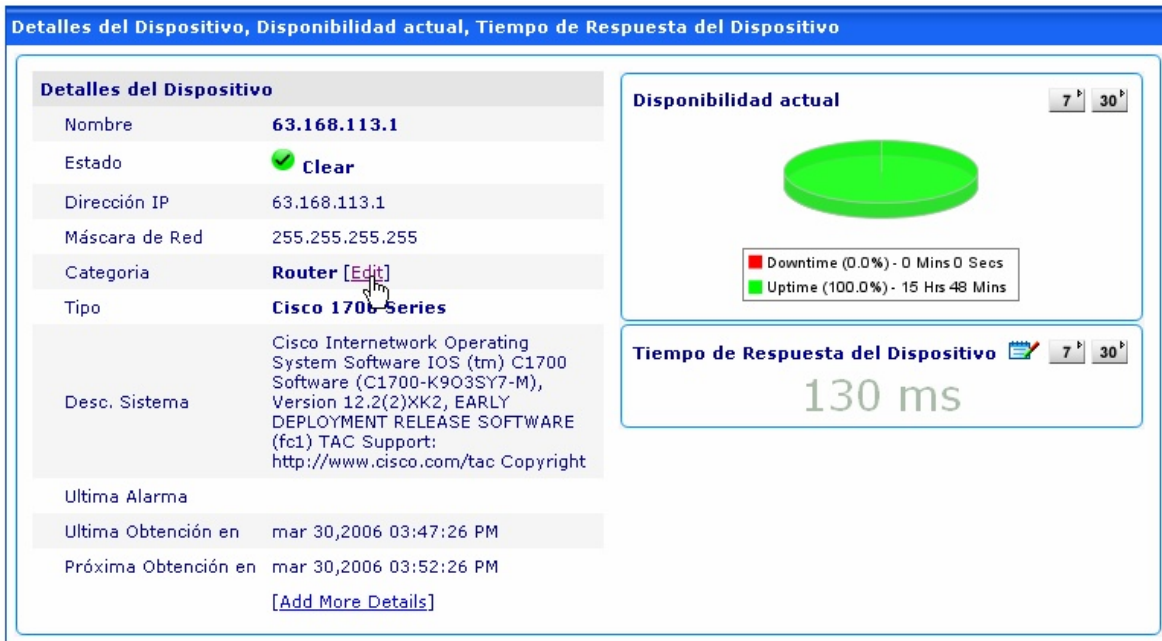 Detalles del Dispositivo, Disponibilidad actual, Tiempo de Respuesta del Dispositivo
Detalles del Dispositivo
Nombre 63.168.113.1
Estado Clear
Dirección IP 63.168.113.1
Máscara de Red 255.255.255.255
Categoria Router [Edit]
Tipo Cisco 1700 Series
Desc. Sistema
Cisco Internetwork Operating
System Software IOS (tm) C1700
Software (C1700-K9O3SY7-M),
Version 12.2(2)XK2, EARLY
DEPLOYMENT RELEASE SOFTWARE
(fc1) TAC Support:
http://www.cisco.com/tac Copyright
Ultima Alarma
Ultima Obtención en mar 30,2006 03:47:26 PM
Próxima Obtención en mar 30,2006 03:52:26 PM
[Add More Details]
Disponibilidad actual 7 30
Downtime (0.0%) - 0 Mins 0 Secs
Uptime (100.0%) - 15 Hrs 48 Mins
Tiempo de Respuesta del Dispositivo 7 30
130 ms